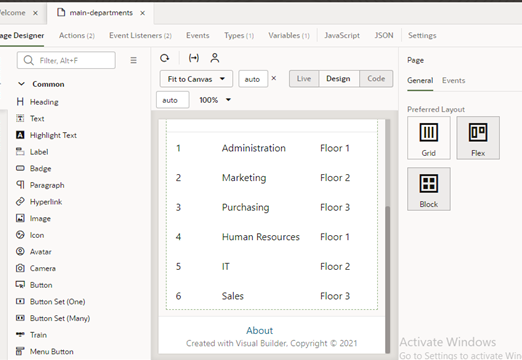 Welcome × main-departments ×
Page Designer Actions (2) Event Listeners (2) Events Types (1) Variables (1) JavaScript JSON Settings
Filter, Alt+F
Fit to Canvas auto × Live Design Code
auto 100%
Common
Heading
Text
Highlight Text
Label
Badge
Paragraph
Hyperlink
Image
Icon
Avatar
Camera
Button
Button Set (One)
Button Set (Many)
Train
Menu Button
1 Administration Floor 1
2 Marketing Floor 2
3 Purchasing Floor 3
4 Human Resources Floor 1
5 IT Floor 2
6 Sales Floor 3
About
Created with Visual Builder. Copyright © 2021
Page
General Events
Preferred Layout
Grid Flex
Block
Activate Windows
Go to Settings to activate Win